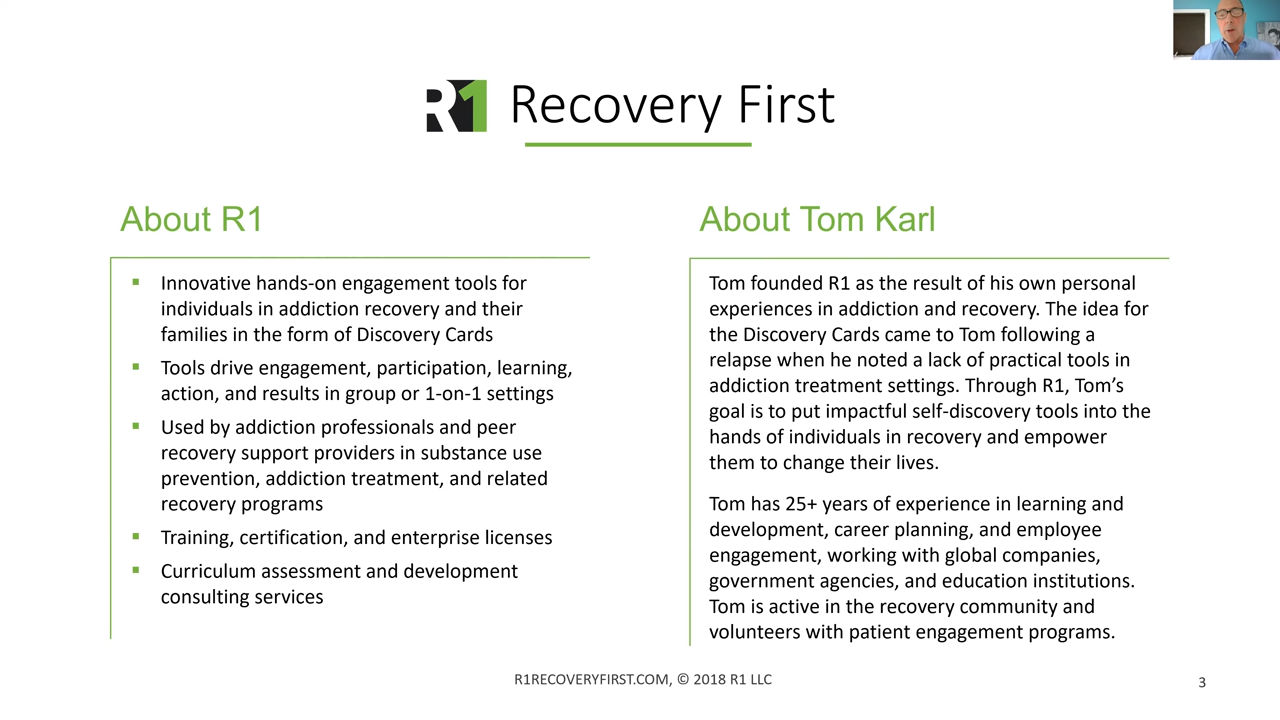 R1 Recovery First
About R1
▪ Innovative hands-on engagement tools for
individuals in addiction recovery and their
families in the form of Discovery Cards
▪ Tools drive engagement, participation, learning,
action, and results in group or 1-on-1 settings
▪ Used by addiction professionals and peer
recovery support providers in substance use
prevention, addiction treatment, and related
recovery programs
▪ Training, certification, and enterprise licenses
▪ Curriculum assessment and development
consulting services
About Tom Karl
Tom founded R1 as the result of his own personal
experiences in addiction and recovery. The idea for
the Discovery Cards came to Tom following a
relapse when he noted a lack of practical tools in
addiction treatment settings. Through R1, Tom’s
goal is to put impactful self-discovery tools into the
hands of individuals in recovery and empower
them to change their lives.
Tom has 25+ years of experience in learning and
development, career planning, and employee
engagement, working with global companies,
government agencies, and education institutions.
Tom is active in the recovery community and
volunteers with patient engagement programs.
R1RECOVERYFIRST.COM, © 2018 R1 LLC
3